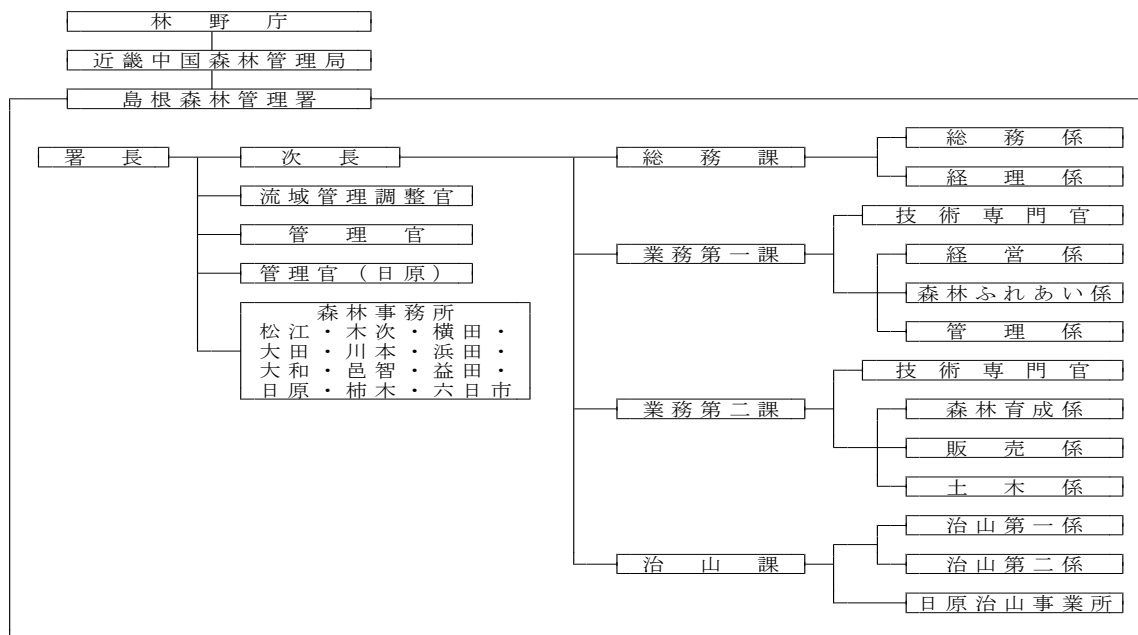 林野庁
近畿中国森林管理局
島根森林管理署
署長
次長
流域管理調整官
管理官
管理官（日原）
森林事務所
松江・木次・横田・
大田・川本・浜田・
大和・邑智・益田・
日原・柿木・六日市
総務課
総務係
経理係
業務第一課
技術専門官
経営係
森林ふれあい係
管理係
業務第二課
技術専門官
森林育成係
販売係
土木係
治山課
治山第一係
治山第二係
日原治山事業所